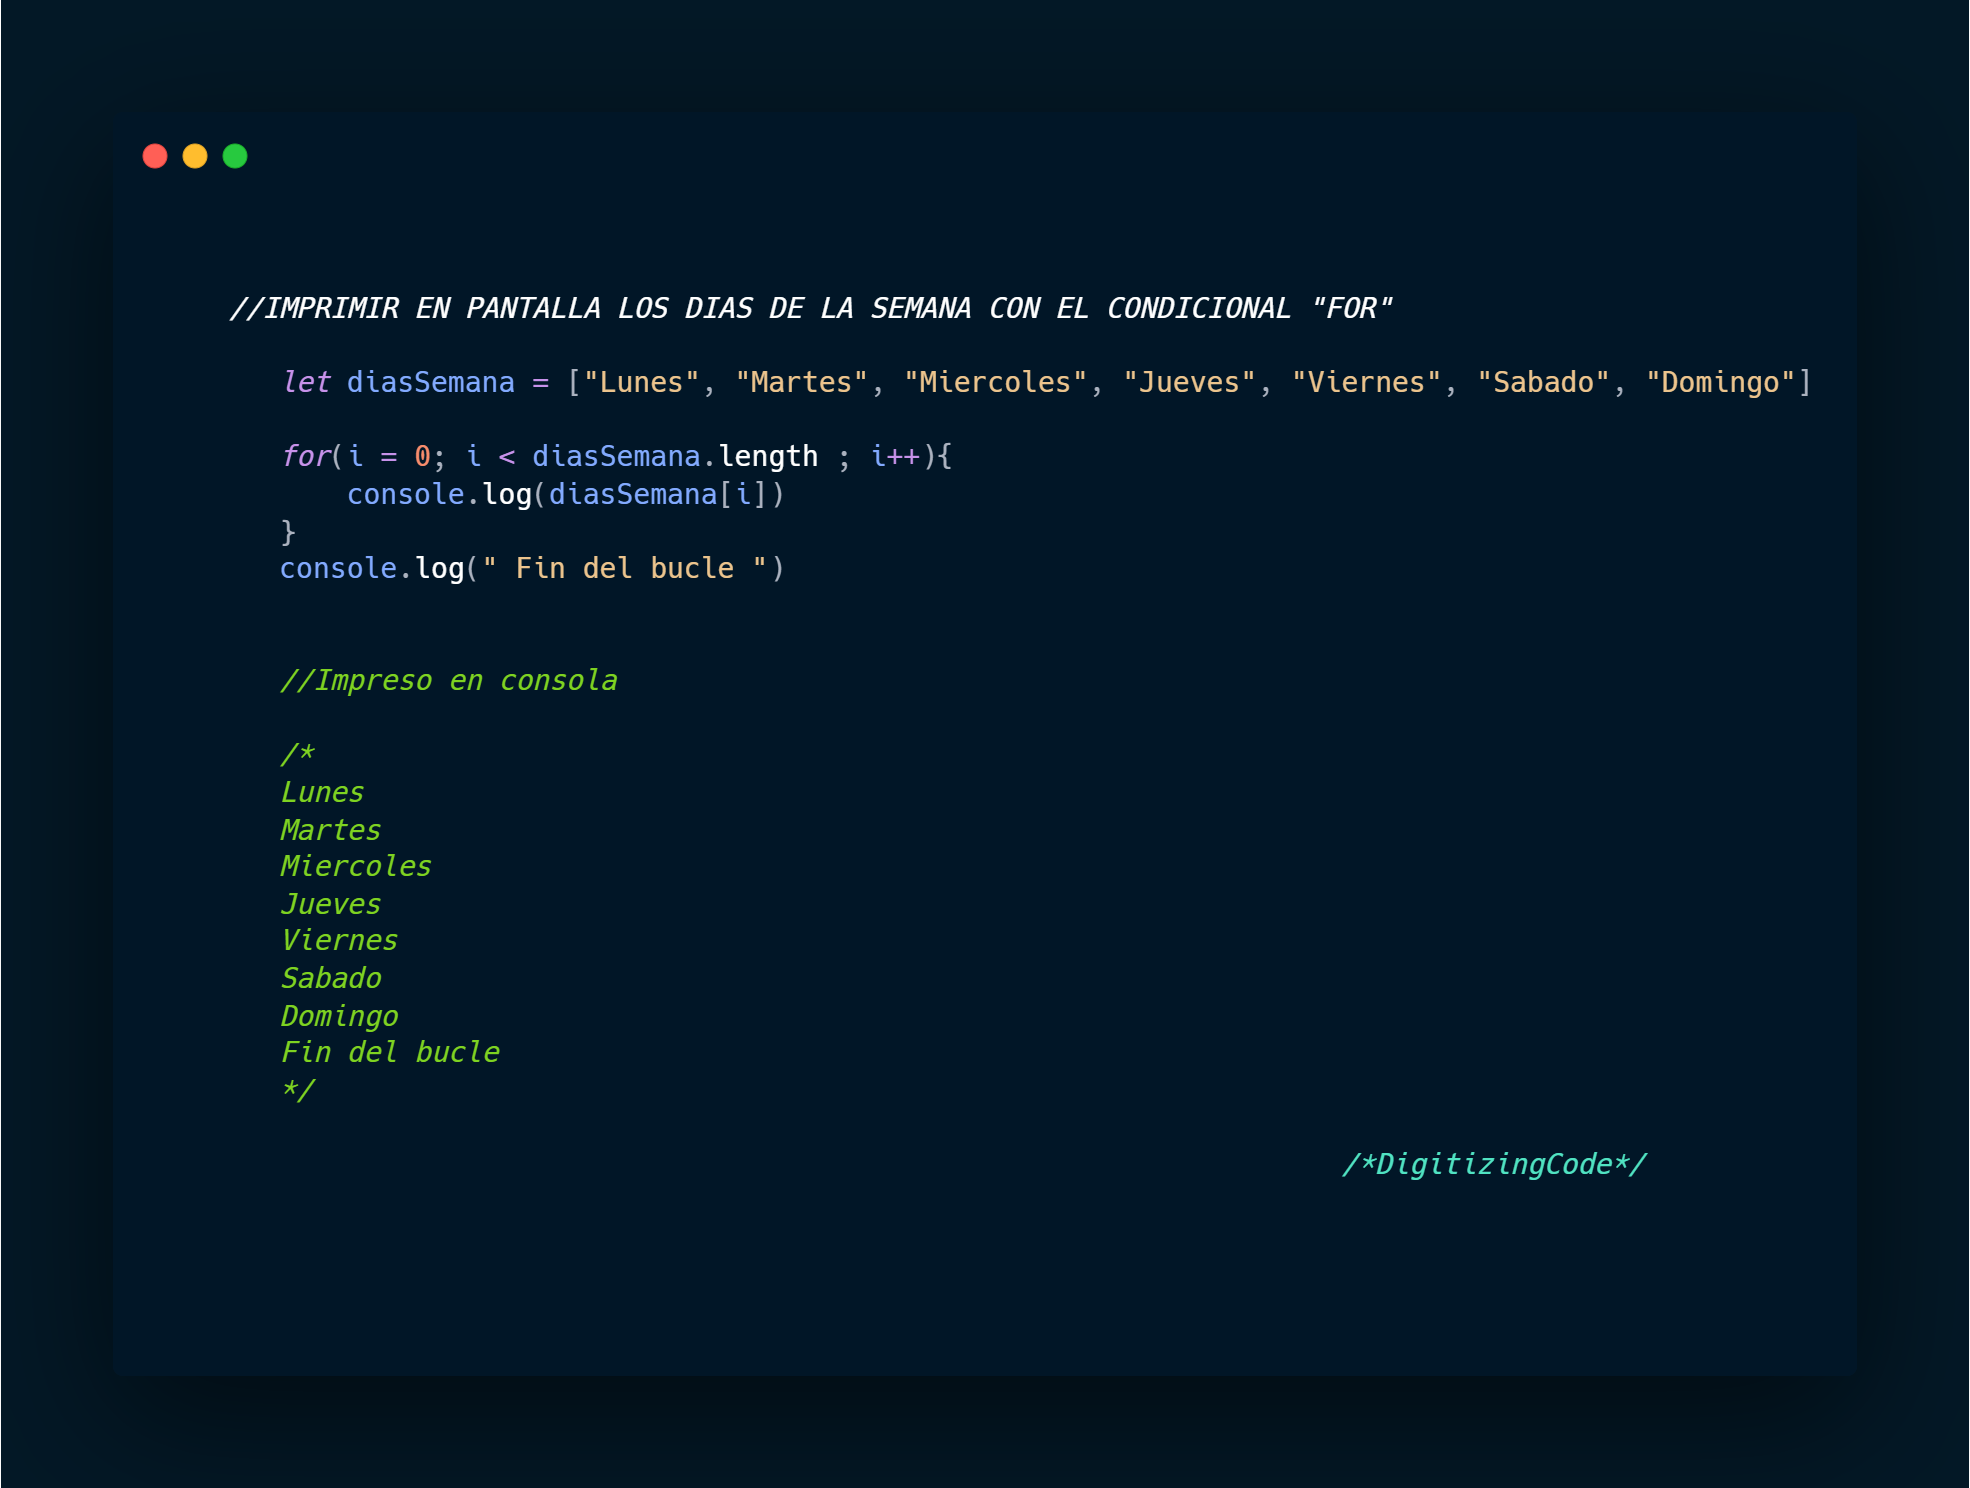 //IMPRIMIR EN PANTALLA LOS DIAS DE LA SEMANA CON EL CONDICIONAL "FOR"
let diasSemana = ["Lunes", "Martes", "Miercoles", "Jueves", "Viernes", "Sabado", "Domingo"]
for(i = 0; i < diasSemana.length ; i++){
console.log(diasSemana[i])
}
console.log(" Fin del bucle ")
//Impreso en consola
/*
Lunes
Martes
Miercoles
Jueves
Viernes
Sabado
Domingo
Fin del bucle
*/
/*DigitizingCode*/